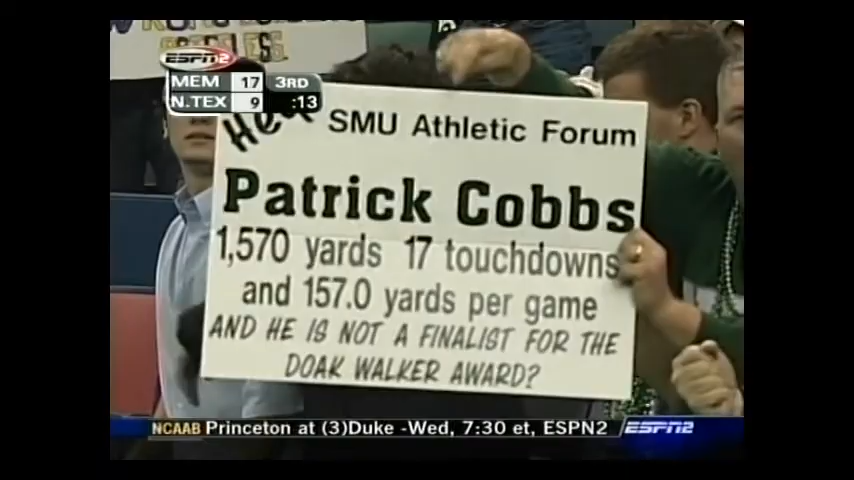 ESPN2
MEM 17 3RD
N.TEX 9 :13
Hey SMU Athletic Forum
Patrick Cobbs
1,570 yards 17 touchdowns
and 157.0 yards per game
AND HE IS NOT A FINALIST FOR THE
DOAK WALKER AWARD?
NCAAB Princeton at (3)Duke -Wed, 7:30 et, ESPN2 ESPN2